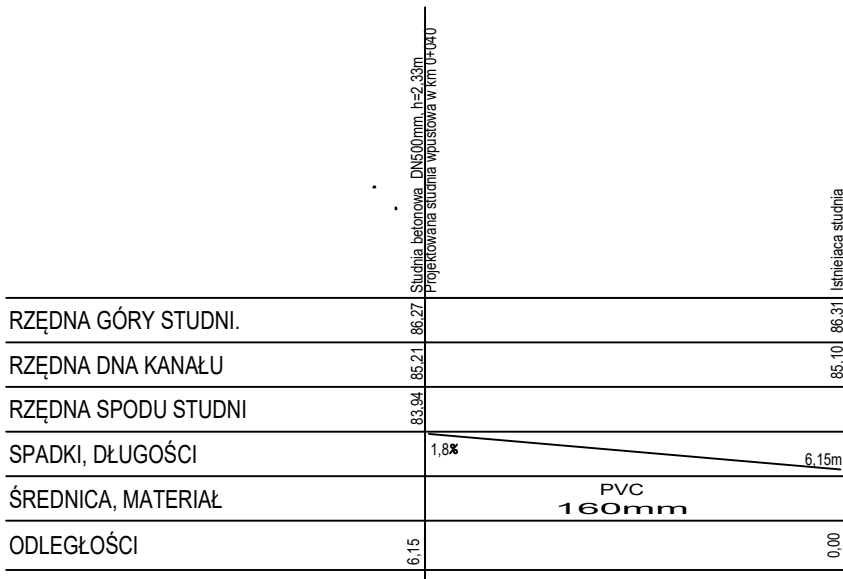 Studnia betonowa DN500mm, h=2,33m
Projektowana studnia wpustowa w km 0+040
Istniejaca studnia
RZĘDNA GÓRY STUDNI. 86,27 86,31
RZĘDNA DNA KANAŁU 85,21 85,10
RZĘDNA SPODU STUDNI 83,94
SPADKI, DŁUGOŚCI 1,8% 6,15m
ŚREDNICA, MATERIAŁ PVC
160mm
ODLEGŁOŚCI 6,15 0,00